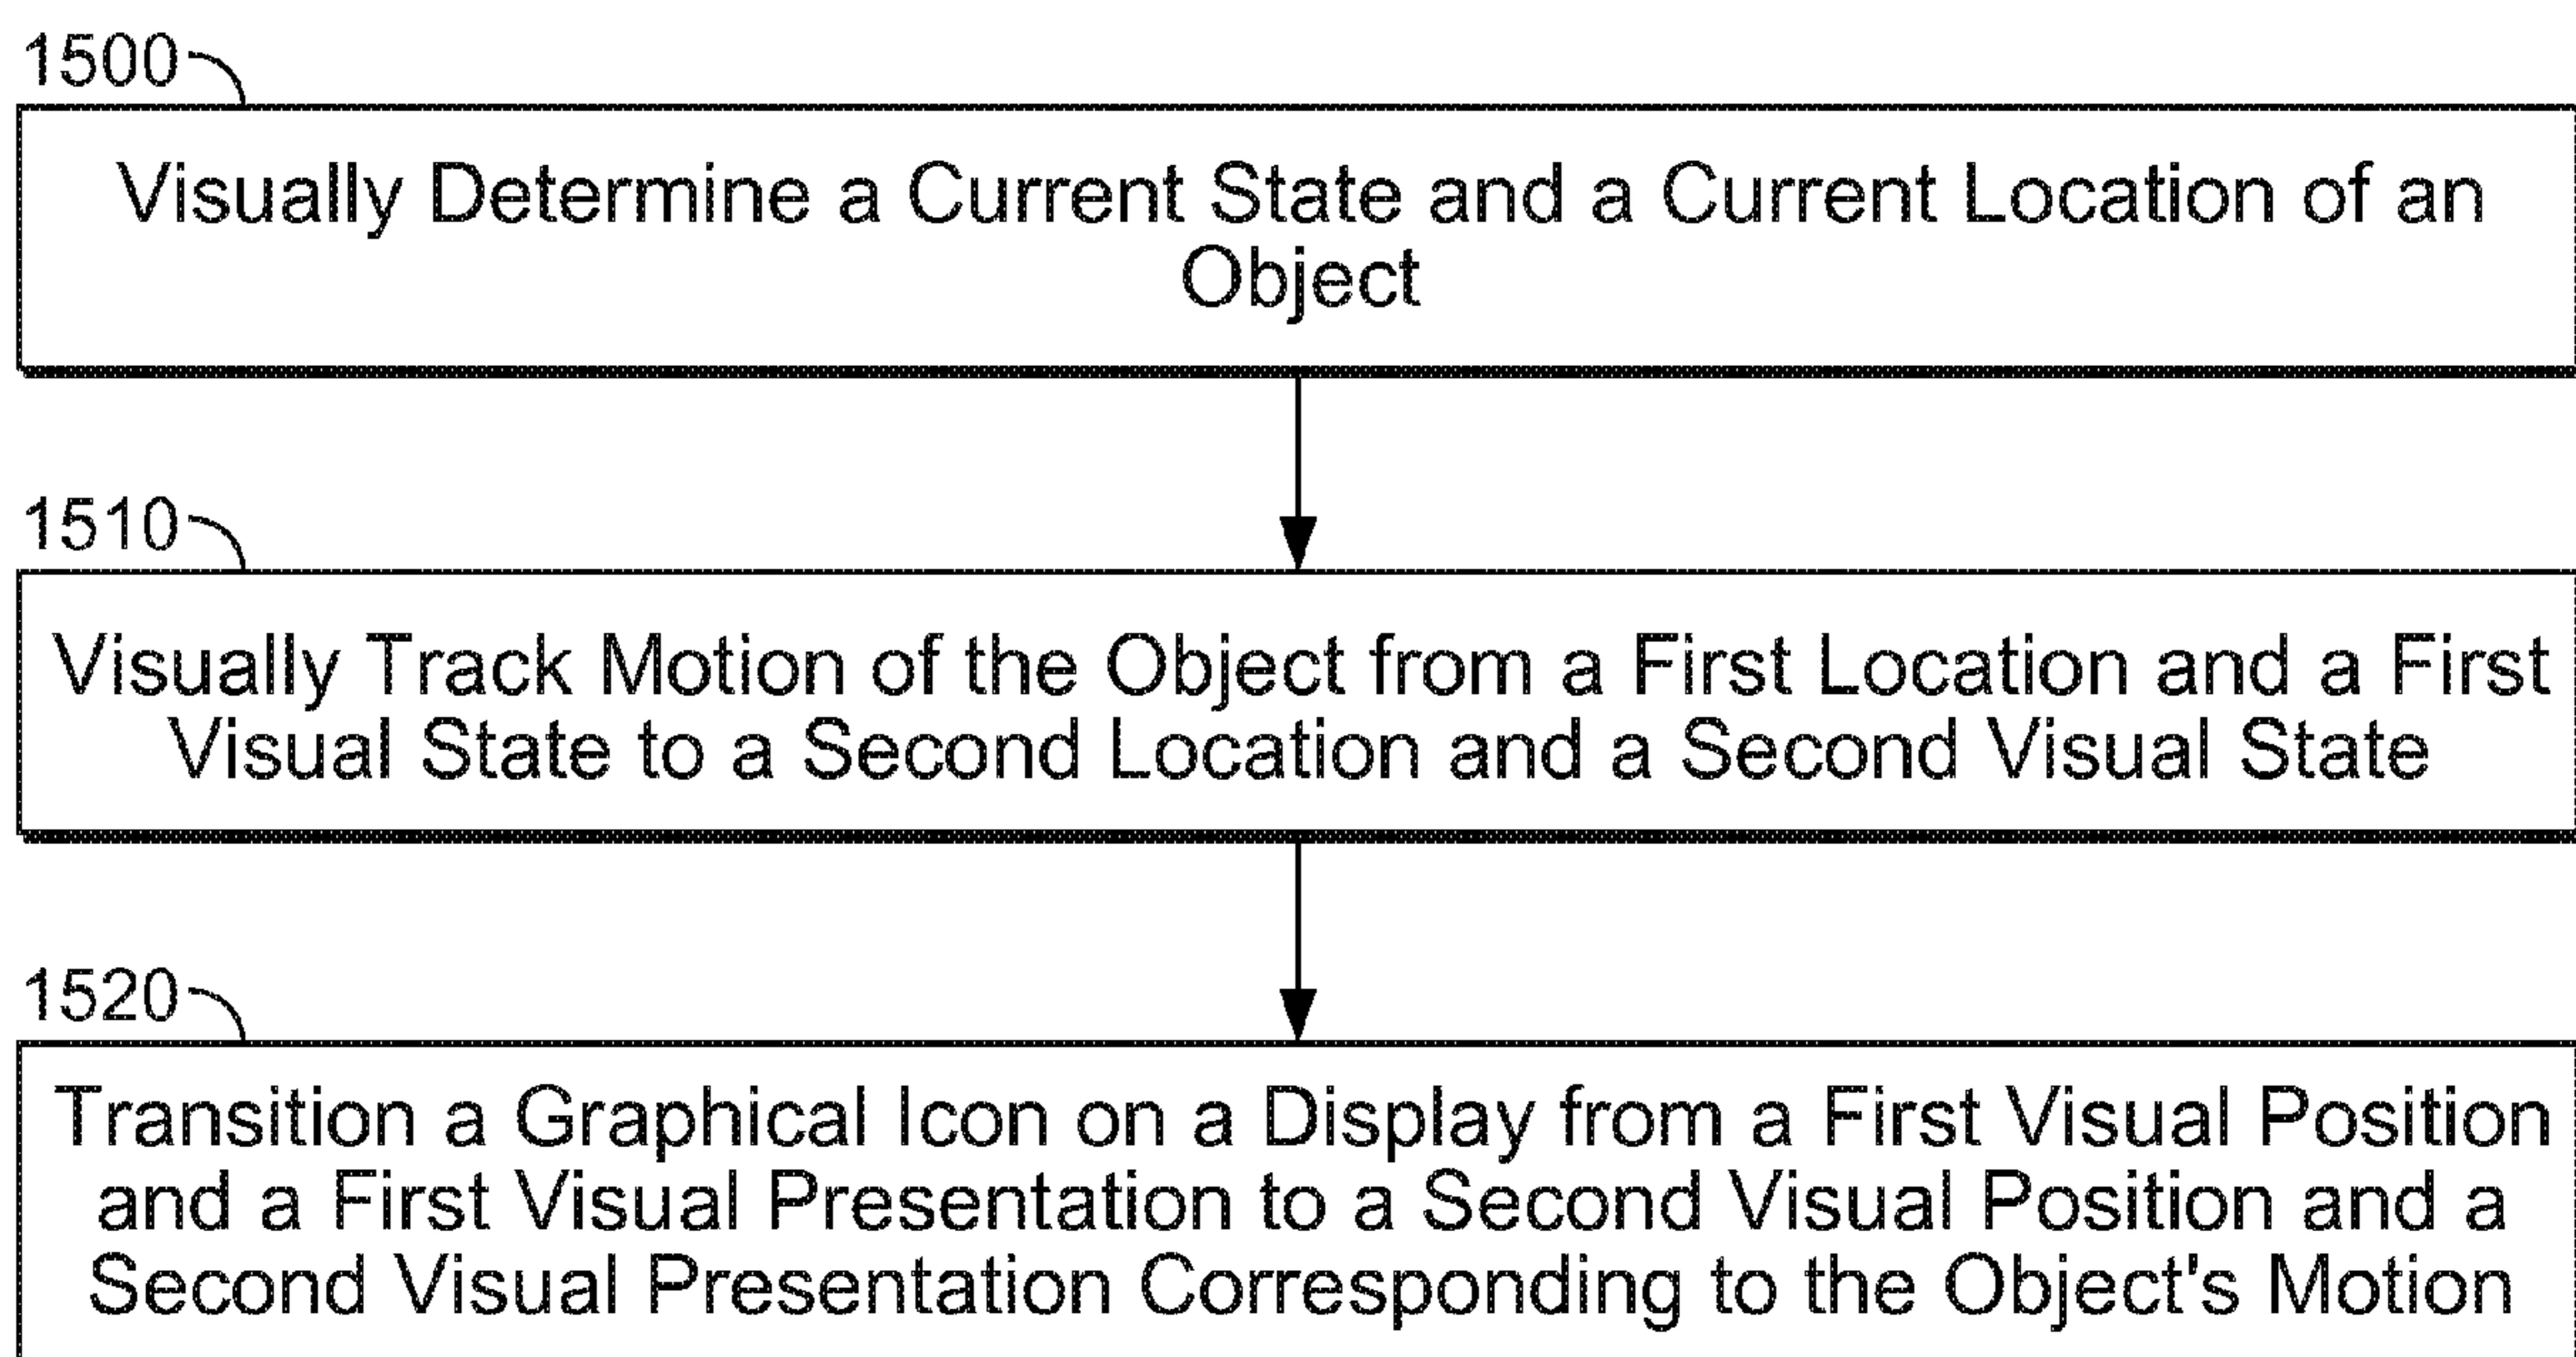 1500
Visually Determine a Current State and a Current Location of an
Object
1510
Visually Track Motion of the Object from a First Location and a First
Visual State to a Second Location and a Second Visual State
1520
Transition a Graphical Icon on a Display from a First Visual Position
and a First Visual Presentation to a Second Visual Position and a
Second Visual Presentation Corresponding to the Object's Motion